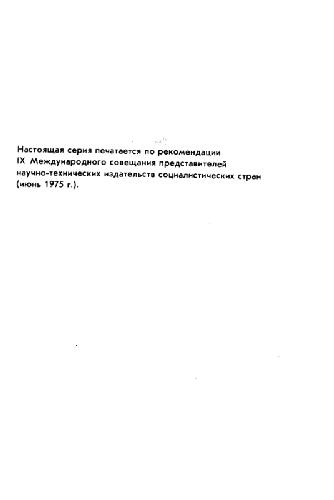 Настоящая серия печатается по рекомендации
IX Международного совещания представителей
научно-технических издательств социалистических стран
(июнь 1975 г.).